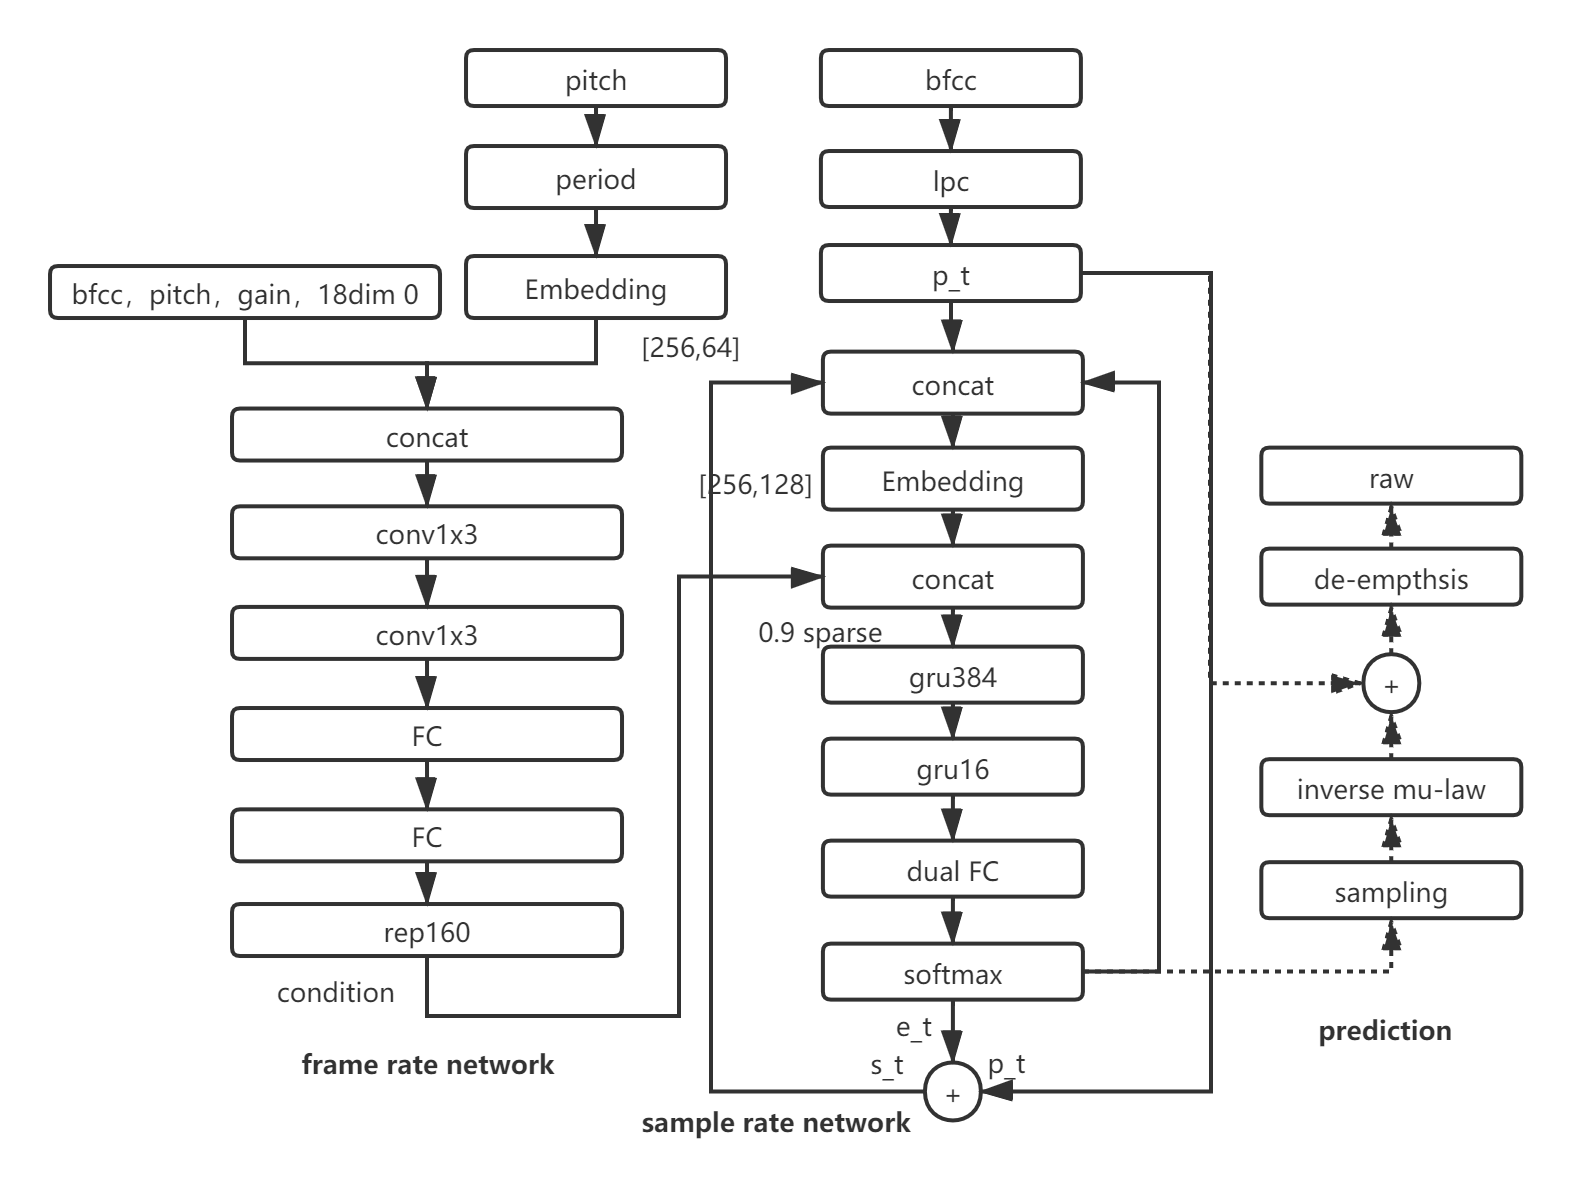 pitch
period
bfcc，pitch，gain，18dim 0
Embedding
[256,64]
concat
conv1x3
conv1x3
FC
FC
rep160
condition
frame rate network
bfcc
lpc
p_t
concat
[256,128]
Embedding
concat
0.9 sparse
gru384
gru16
dual FC
softmax
e_t
s_t
p_t
+
sample rate network
raw
de-empthsis
+
inverse mu-law
sampling
prediction